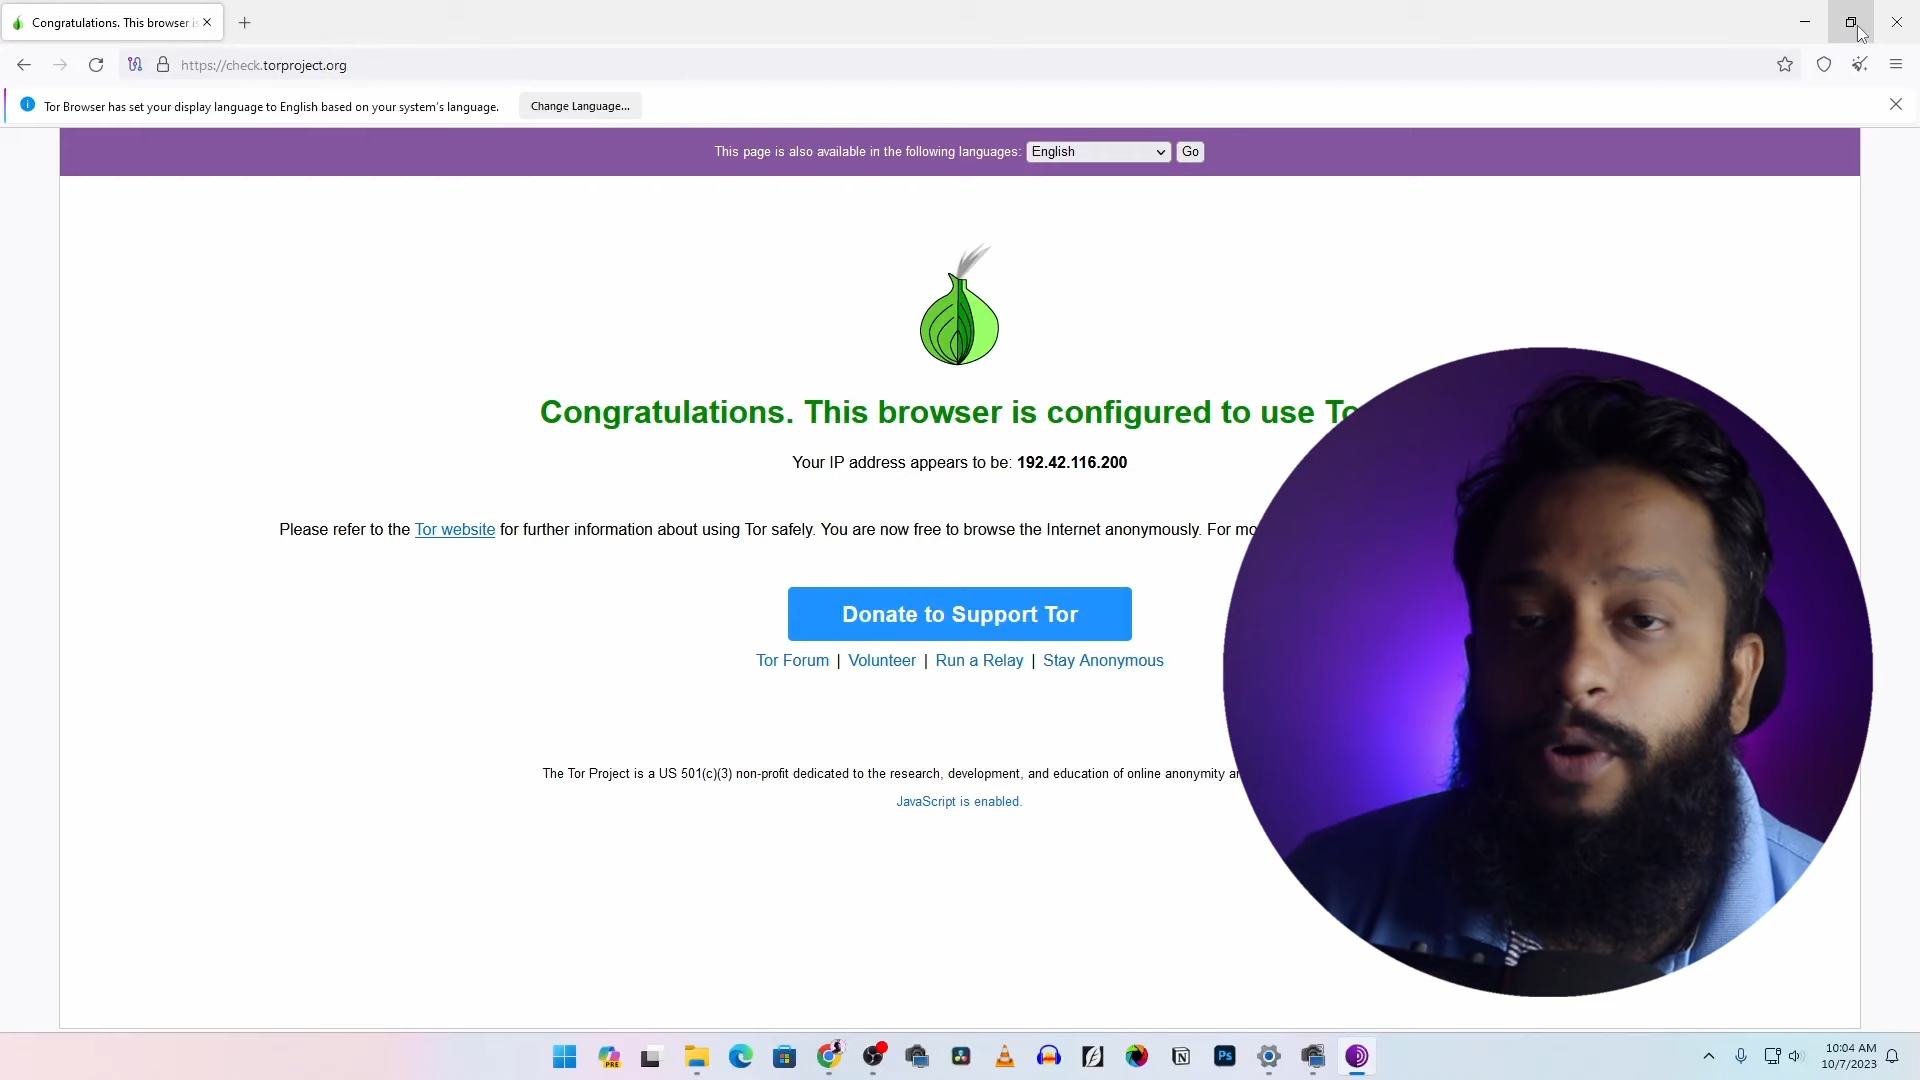 Congratulations. This browser i
https://check.torproject.org
Tor Browser has set your display language to English based on your system's language.
Change Language...
This page is also available in the following languages: English Go
Congratulations. This browser is configured to use To
Your IP address appears to be: 192.42.116.200
Please refer to the Tor website for further information about using Tor safely. You are now free to browse the Internet anonymously. For mo
Donate to Support Tor
Tor Forum | Volunteer | Run a Relay | Stay Anonymous
The Tor Project is a US 501(c)(3) non-profit dedicated to the research, development, and education of online anonymity a
JavaScript is enabled.
PRE
Ps
10:04 AM
10/7/2023